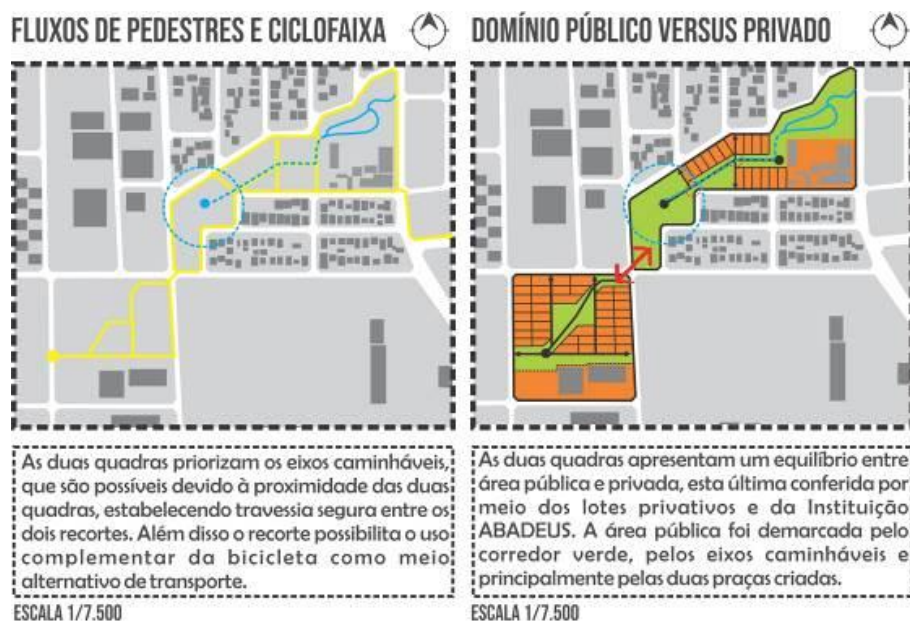 FLUXOS DE PEDESTRES E CICLOFAIXA
As duas quadras priorizam os eixos caminháveis,
que são possíveis devido à proximidade das duas
quadras, estabelecendo travessia segura entre os
dois recortes. Além disso o recorte possibilita o uso
complementar da bicicleta como meio
alternativo de transporte.
ESCALA 1/7.500
DOMÍNIO PÚBLICO VERSUS PRIVADO
As duas quadras apresentam um equilíbrio entre
área pública e privada, esta última conferida por
meio dos lotes privativos e da Instituição
ABADEUS. A área pública foi demarcada pelo
corredor verde, pelos eixos caminháveis e
principalmente pelas duas praças criadas.
ESCALA 1/7.500